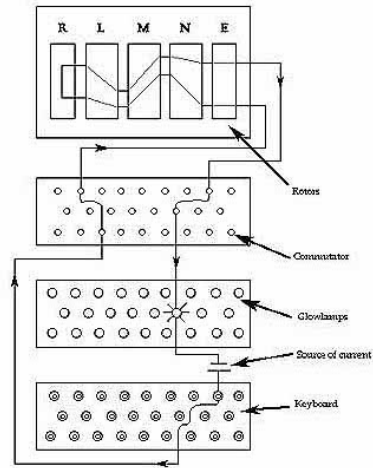 R L M N E
Rotors
Commutator
Glowlamps
Source of current
Keyboard